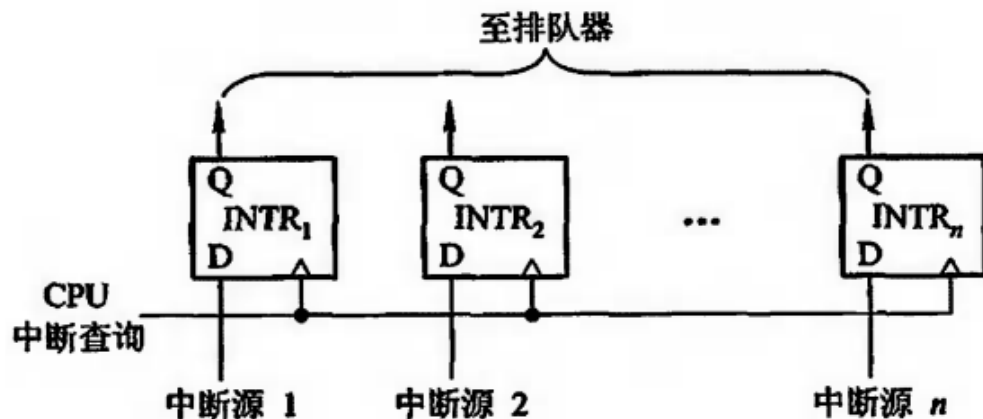 至排队器
Q Q Q
INTR₁ INTR₂ … INTRₙ
D D D
CPU
中断查询
中断源 1 中断源 2 中断源 n